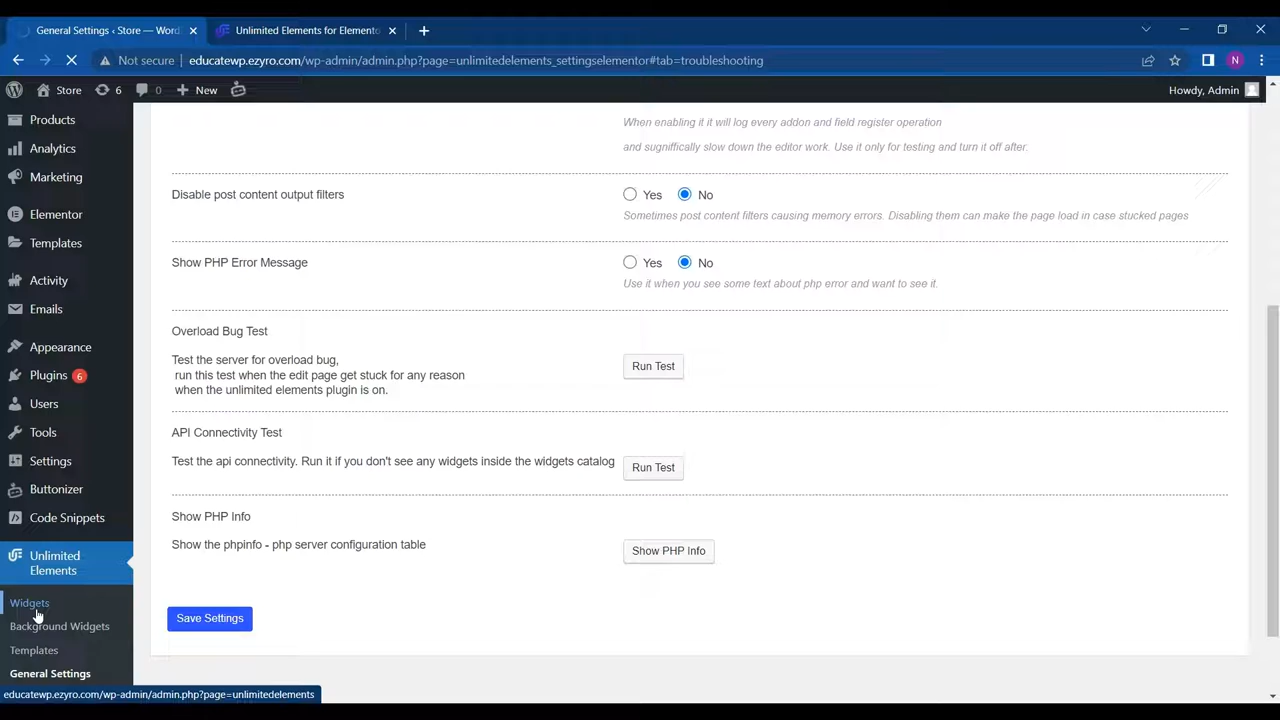 General Settings ‹ Store — Word
Unlimited Elements for Elemento
Not secure
educatewp.ezyro.com/wp-admin/admin.php?page=unlimitedelements_settingselementor#tab=troubleshooting
N
Store
6
0
New
Howdy, Admin
Products
Analytics
Marketing
Elementor
Templates
Activity
Emails
Appearance
Plugins 6
Users
Tools
Settings
Buttonizer
Code Snippets
Unlimited
Elements
Widgets
Background Widgets
Templates
General Settings
When enabling it it will log every addon and field register operation
and sugniffically slow down the editor work. Use it only for testing and turn it off after.
Disable post content output filters
Yes No
Sometimes post content filters causing memory errors. Disabling them can make the page load in case stucked pages
Show PHP Error Message
Yes No
Use it when you see some text about php error and want to see it.
Overload Bug Test
Test the server for overload bug,
run this test when the edit page get stuck for any reason
when the unlimited elements plugin is on.
Run Test
API Connectivity Test
Test the api connectivity. Run it if you don't see any widgets inside the widgets catalog
Run Test
Show PHP Info
Show the phpinfo - php server configuration table
Show PHP Info
Save Settings
educatewp.ezyro.com/wp-admin/admin.php?page=unlimitedelements